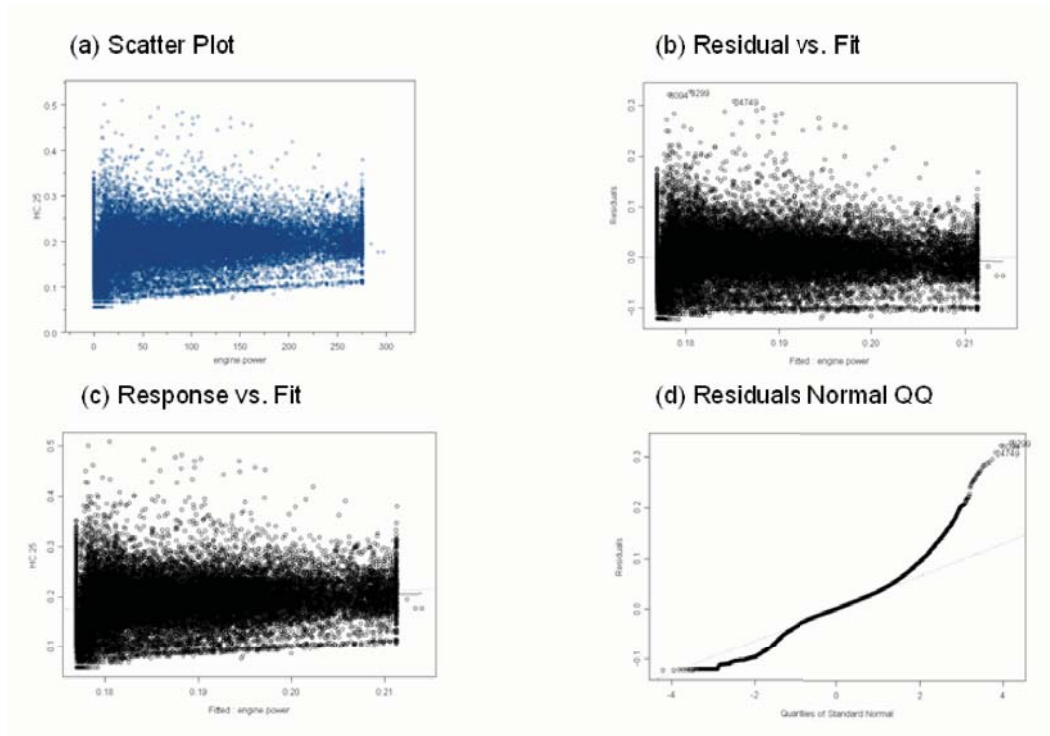 (a) Scatter Plot
0.5
0.4
0.3
0.2
0.1
0.0
HC.25
0 50 100 150 200 250 300
engine.power
(b) Residual vs. Fit
0.3
0.2
0.1
0.0
-0.1
Residuals
0.18 0.19 0.20 0.21
Fitted : engine.power
(c) Response vs. Fit
0.5
0.4
0.3
0.2
0.1
HC.25
0.18 0.19 0.20 0.21
Fitted : engine.power
(d) Residuals Normal QQ
0.3
0.2
0.1
0.0
-0.1
Residuals
-4 -2 0 2 4
Quantiles of Standard Normal